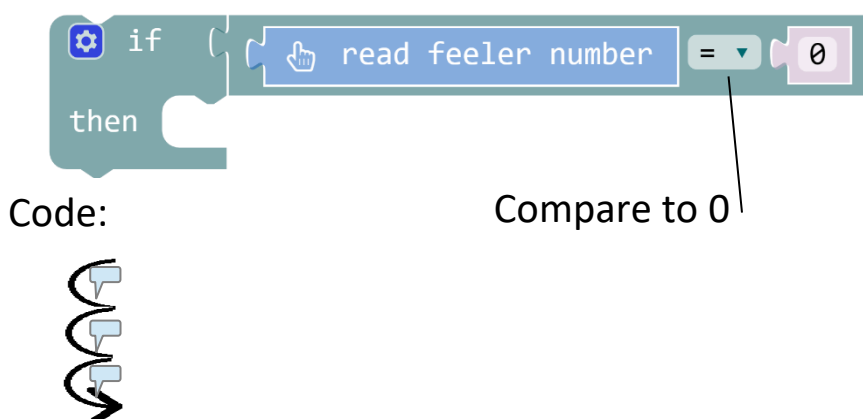 if read feeler number = ▼ 0
then
Code: Compare to 0